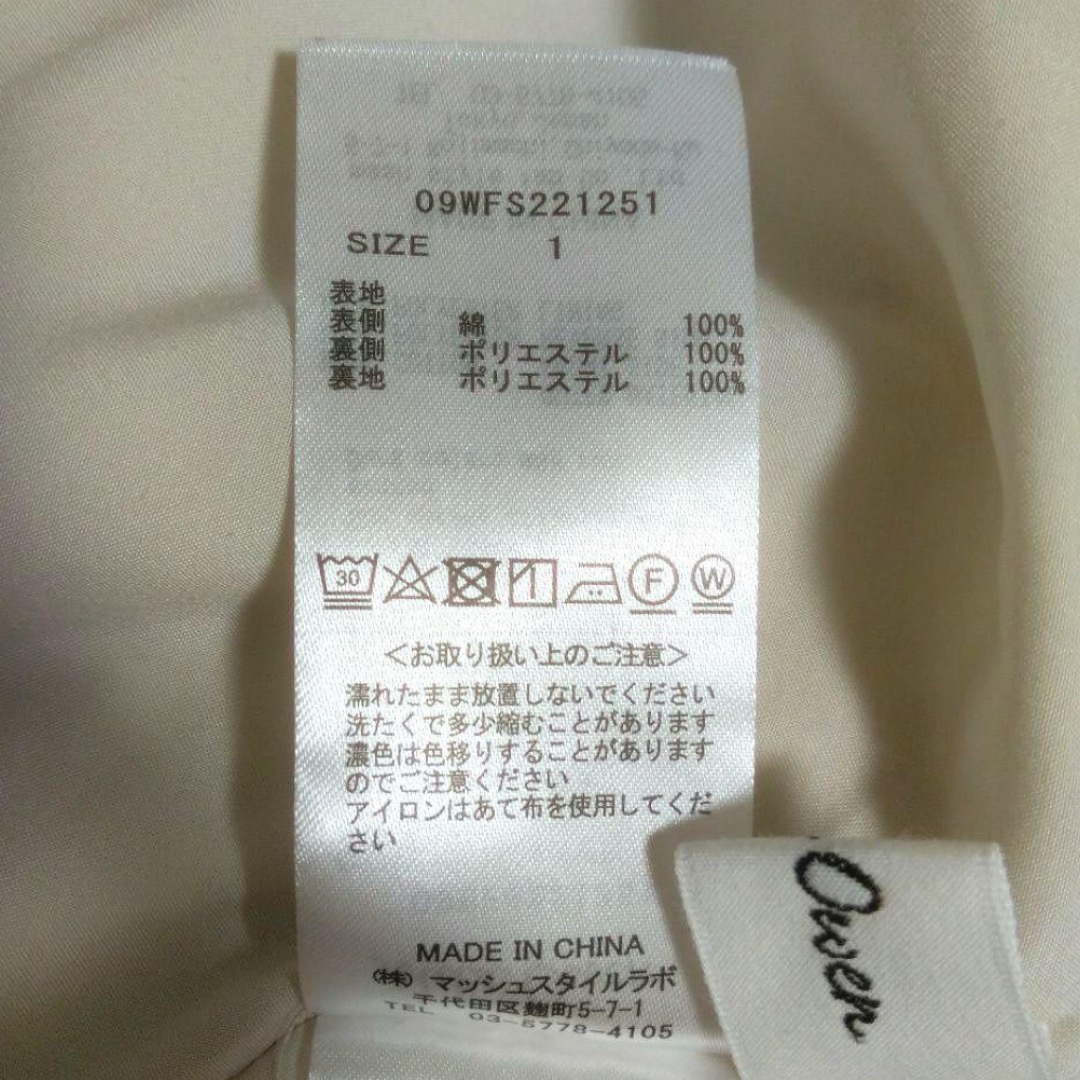 09WFS221251
SIZE 1
表地
表側 綿 100%
裏側 ポリエステル 100%
裏地 ポリエステル 100%
30 F W
<お取り扱い上のご注意>
濡れたまま放置しないでください
洗たくで多少縮むことがあります
濃色は色移りすることがあります
のでご注意ください
アイロンはあて布を使用してくだ
さい
MADE IN CHINA
(株) マッシュスタイルラボ
千代田区麹町5-7-1
TEL 03-5778-4105
Owen